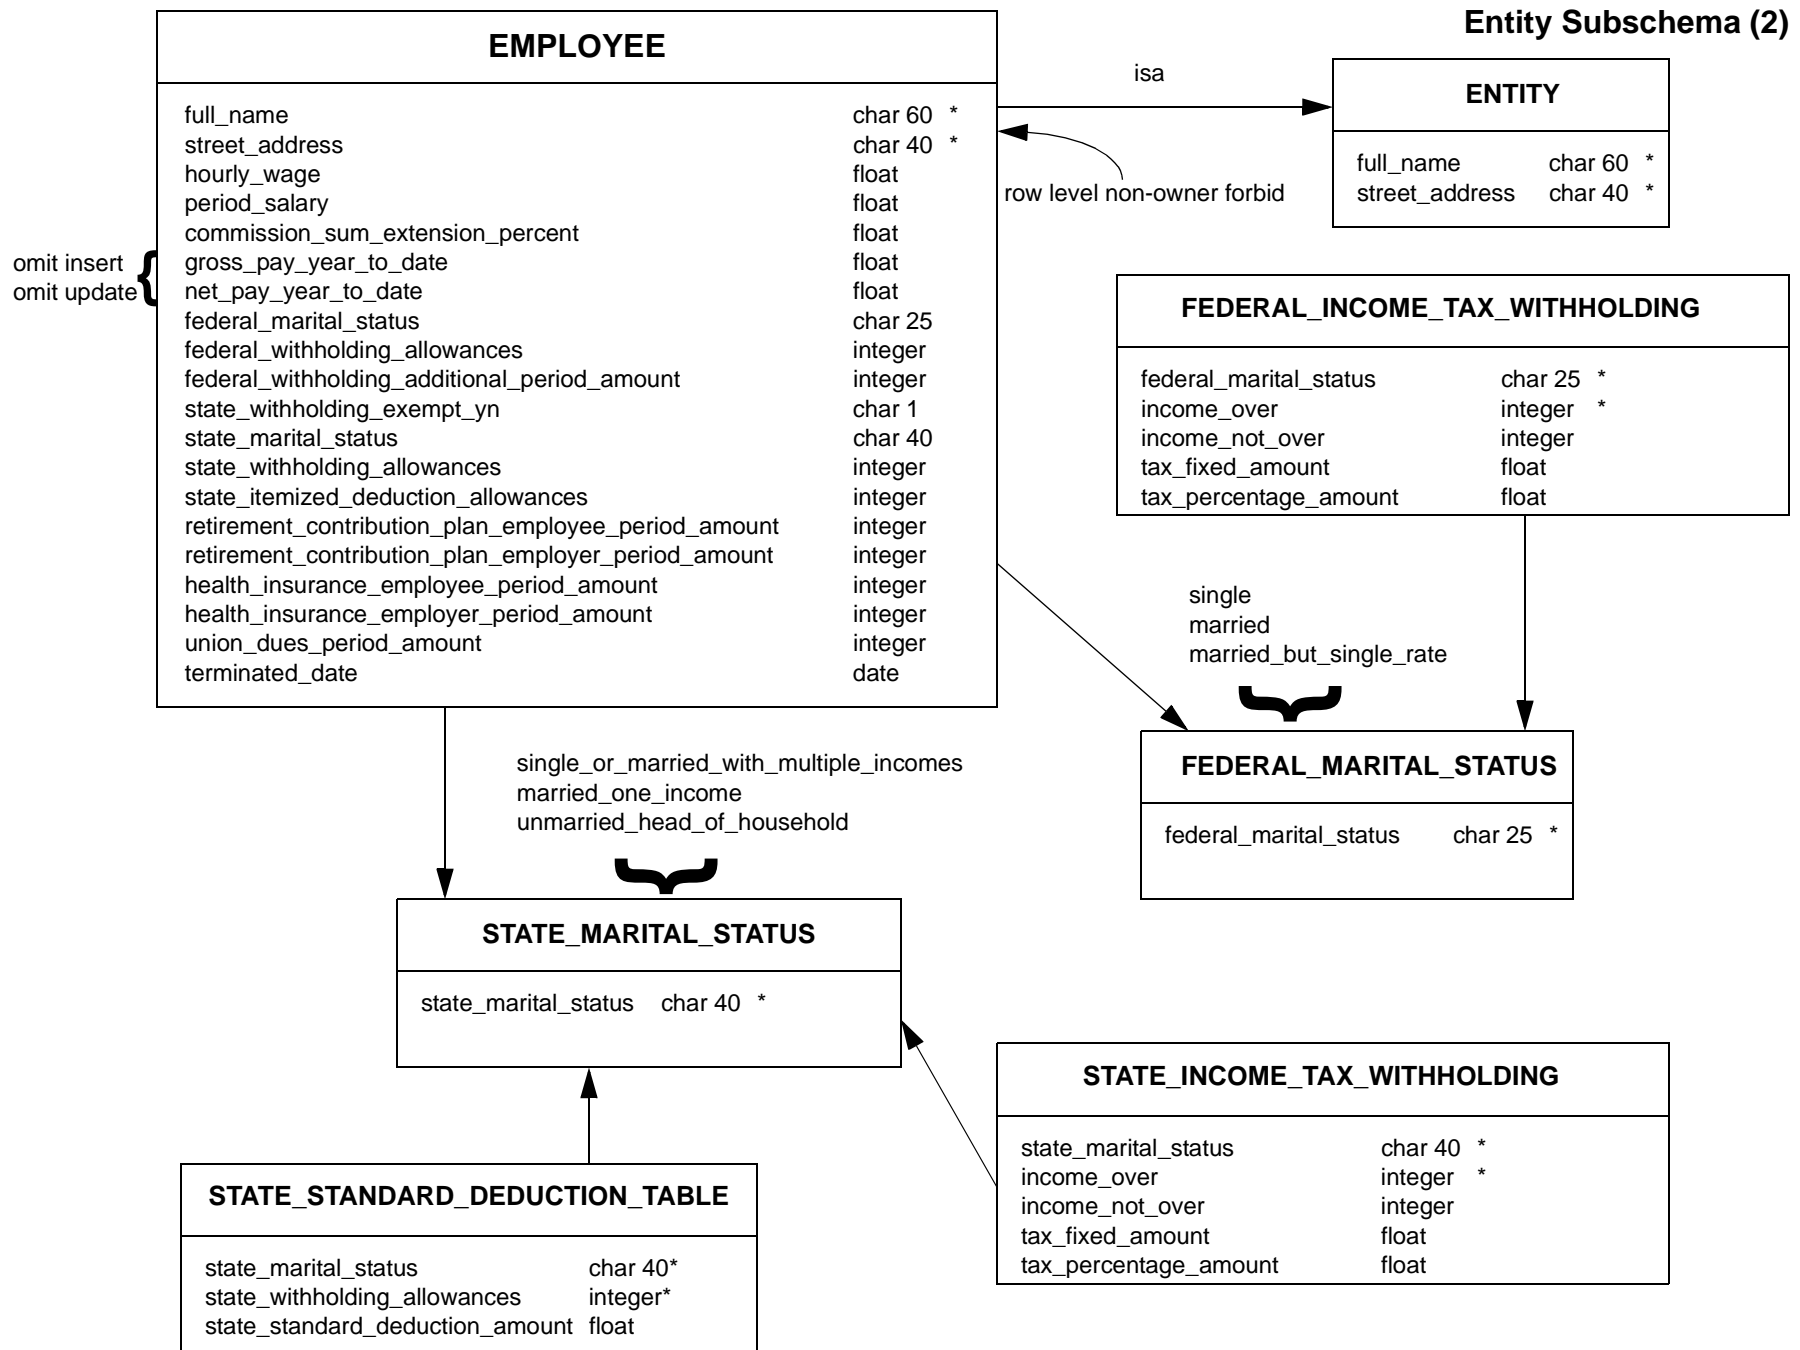 Entity Subschema (2)
EMPLOYEE
full_name char 60 *
street_address char 40 *
hourly_wage float
period_salary float
commission_sum_extension_percent float
gross_pay_year_to_date float
net_pay_year_to_date float
federal_marital_status char 25
federal_withholding_allowances integer
federal_withholding_additional_period_amount integer
state_withholding_exempt_yn char 1
state_marital_status char 40
state_withholding_allowances integer
state_itemized_deduction_allowances integer
retirement_contribution_plan_employee_period_amount integer
retirement_contribution_plan_employer_period_amount integer
health_insurance_employee_period_amount integer
health_insurance_employer_period_amount integer
union_dues_period_amount integer
terminated_date date
omit insert
omit update
isa
row level non-owner forbid
ENTITY
full_name char 60 *
street_address char 40 *
FEDERAL_INCOME_TAX_WITHHOLDING
federal_marital_status char 25 *
income_over integer *
income_not_over integer
tax_fixed_amount float
tax_percentage_amount float
single
married
married_but_single_rate
FEDERAL_MARITAL_STATUS
federal_marital_status char 25 *
single_or_married_with_multiple_incomes
married_one_income
unmarried_head_of_household
STATE_MARITAL_STATUS
state_marital_status char 40 *
STATE_INCOME_TAX_WITHHOLDING
state_marital_status char 40 *
income_over integer *
income_not_over integer
tax_fixed_amount float
tax_percentage_amount float
STATE_STANDARD_DEDUCTION_TABLE
state_marital_status char 40*
state_withholding_allowances integer*
state_standard_deduction_amount float